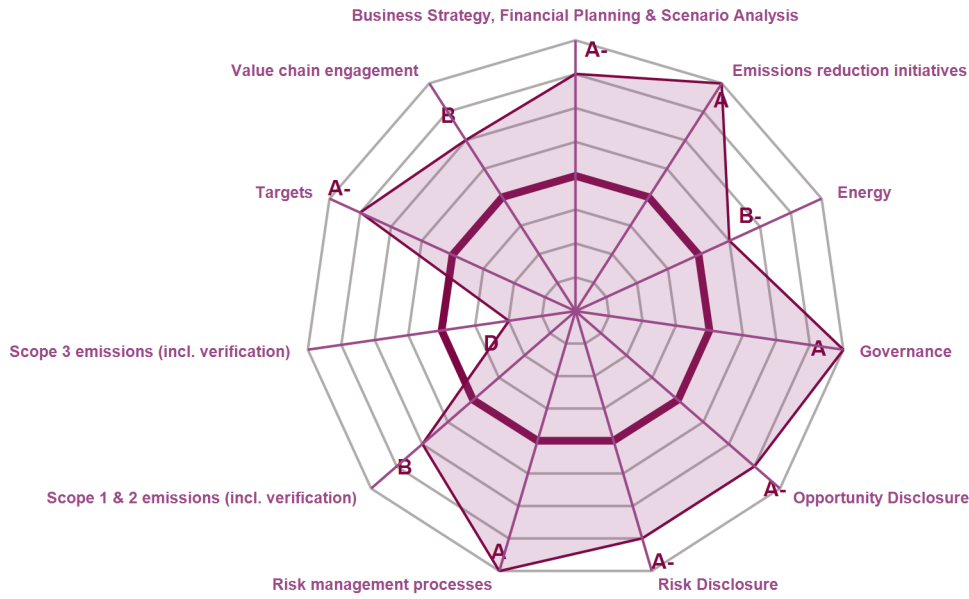 Business Strategy, Financial Planning & Scenario Analysis
A-
Value chain engagement
Emissions reduction initiatives
B
A
Targets
A-
Energy
B-
Scope 3 emissions (incl. verification)
D
A
Governance
Scope 1 & 2 emissions (incl. verification)
B
A-
Opportunity Disclosure
A
A-
Risk management processes
Risk Disclosure